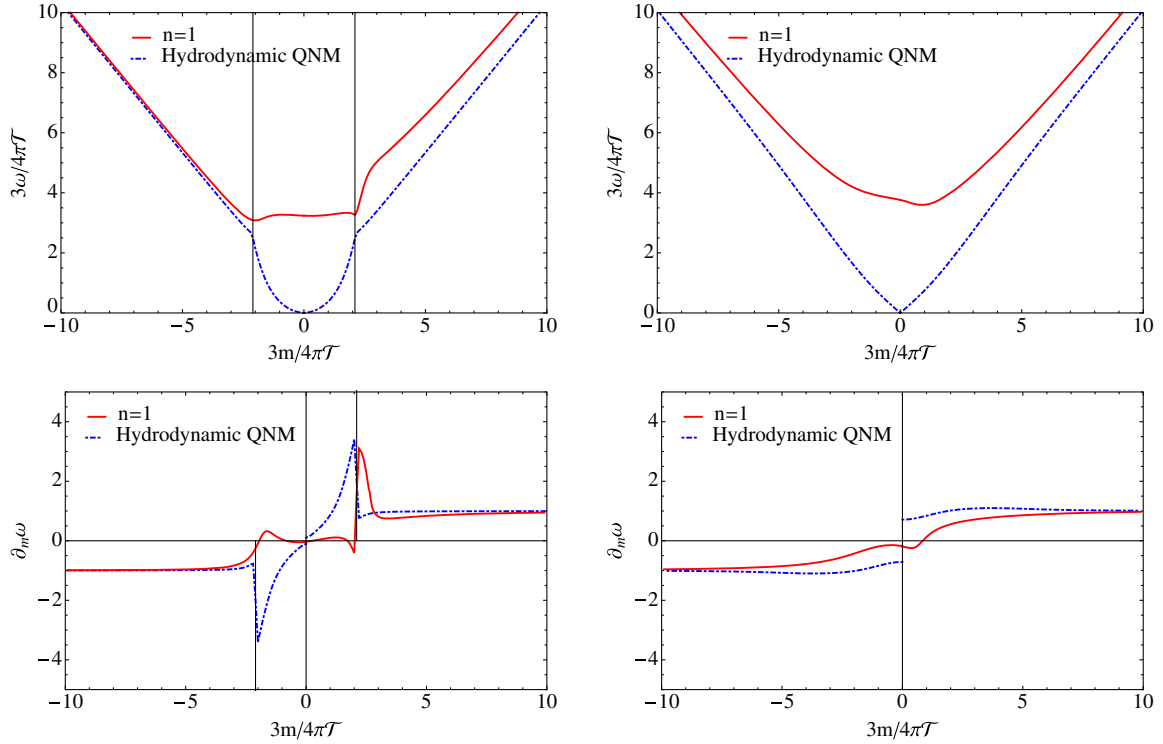 10
8
6
4
2
0
3ω/4π𝒯
n=1
Hydrodynamic QNM
−10 −5 0 5 10
3m/4π𝒯
10
8
6
4
2
0
3ω/4π𝒯
n=1
Hydrodynamic QNM
−10 −5 0 5 10
3m/4π𝒯
4
2
0
−2
−4
∂ₘω
n=1
Hydrodynamic QNM
−10 −5 0 5 10
3m/4π𝒯
4
2
0
−2
−4
∂ₘω
n=1
Hydrodynamic QNM
−10 −5 0 5 10
3m/4π𝒯